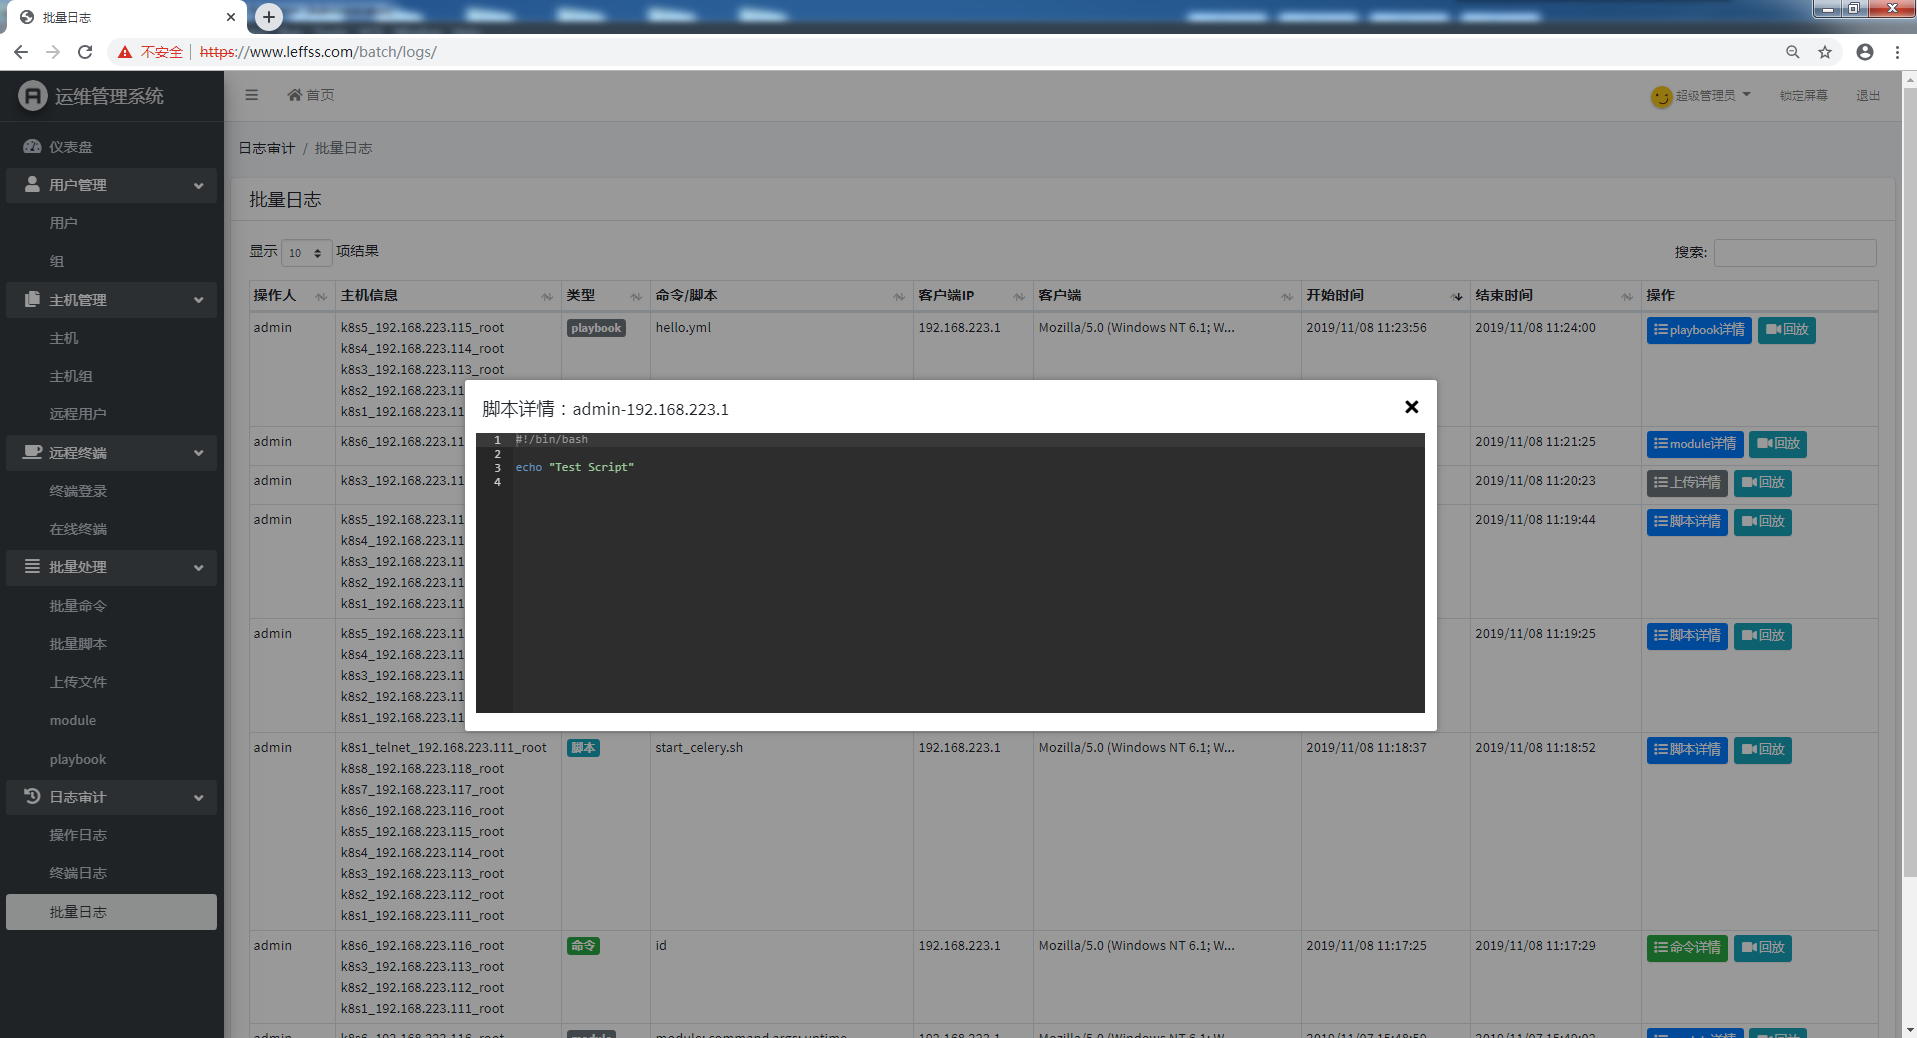 批量日志
不安全 | https://www.leffss.com/batch/logs/
运维管理系统
首页
超级管理员
锁定屏幕
退出
仪表盘
用户管理
用户
组
主机管理
主机
主机组
远程用户
远程终端
终端登录
在线终端
批量处理
批量命令
批量脚本
上传文件
module
playbook
日志审计
操作日志
终端日志
批量日志
日志审计 / 批量日志
批量日志
显示 10 项结果
搜索:
操作人 主机信息 类型 命令/脚本 客户端IP 客户端 开始时间 结束时间 操作
admin k8s5_192.168.223.115_root playbook hello.yml 192.168.223.1 Mozilla/5.0 (Windows NT 6.1; W... 2019/11/08 11:23:56 2019/11/08 11:24:00 playbook详情 回放
k8s4_192.168.223.114_root
k8s3_192.168.223.113_root
k8s2_192.168.223.11
k8s1_192.168.223.11
脚本详情：admin-192.168.223.1
1 #!/bin/bash
2
3 echo "Test Script"
4
admin k8s6_192.168.223.11 2019/11/08 11:21:25 module详情 回放
admin k8s3_192.168.223.11 2019/11/08 11:20:23 上传详情 回放
admin k8s5_192.168.223.11 2019/11/08 11:19:44 脚本详情 回放
k8s4_192.168.223.11
k8s3_192.168.223.11
k8s2_192.168.223.11
k8s1_192.168.223.11
admin k8s5_192.168.223.11 2019/11/08 11:19:25 脚本详情 回放
k8s4_192.168.223.11
k8s3_192.168.223.11
k8s2_192.168.223.11
k8s1_192.168.223.11
admin k8s1_telnet_192.168.223.111_root 脚本 start_celery.sh 192.168.223.1 Mozilla/5.0 (Windows NT 6.1; W... 2019/11/08 11:18:37 2019/11/08 11:18:52 脚本详情 回放
k8s8_192.168.223.118_root
k8s7_192.168.223.117_root
k8s6_192.168.223.116_root
k8s5_192.168.223.115_root
k8s4_192.168.223.114_root
k8s3_192.168.223.113_root
k8s2_192.168.223.112_root
k8s1_192.168.223.111_root
admin k8s6_192.168.223.116_root 命令 id 192.168.223.1 Mozilla/5.0 (Windows NT 6.1; W... 2019/11/08 11:17:25 2019/11/08 11:17:29 命令详情 回放
k8s3_192.168.223.113_root
k8s2_192.168.223.112_root
k8s1_192.168.223.111_root